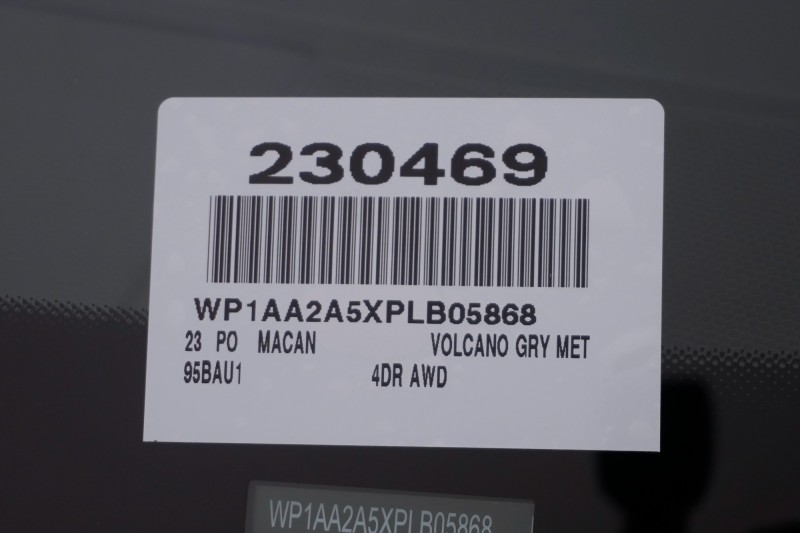 230469
WP1AA2A5XPLB05868
23 PO MACAN VOLCANO GRY MET
95BAU1 4DR AWD
WP1AA2A5XPLB05868